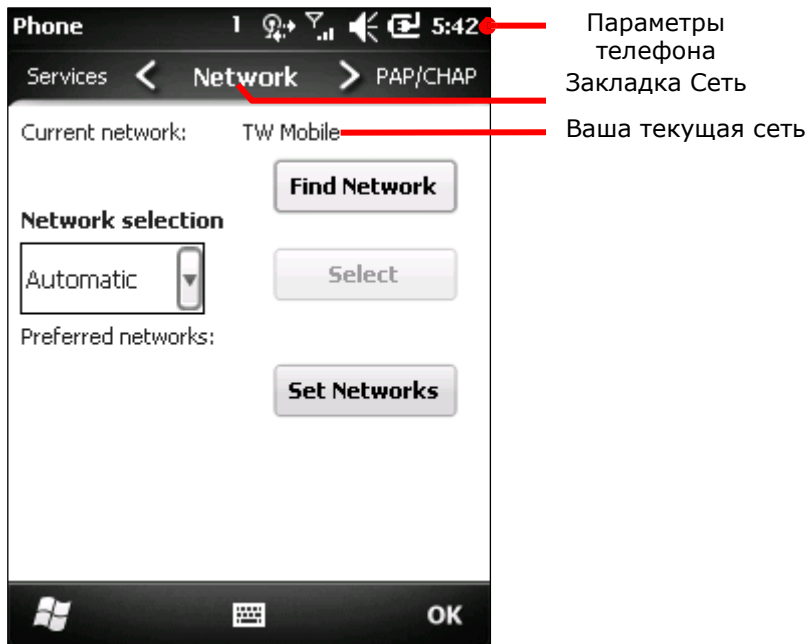 Phone 1 5:42
Параметры
телефона
Services Network PAP/CHAP
Закладка Сеть
Current network: TW Mobile
Ваша текущая сеть
Find Network
Network selection
Automatic
Select
Preferred networks:
Set Networks
OK